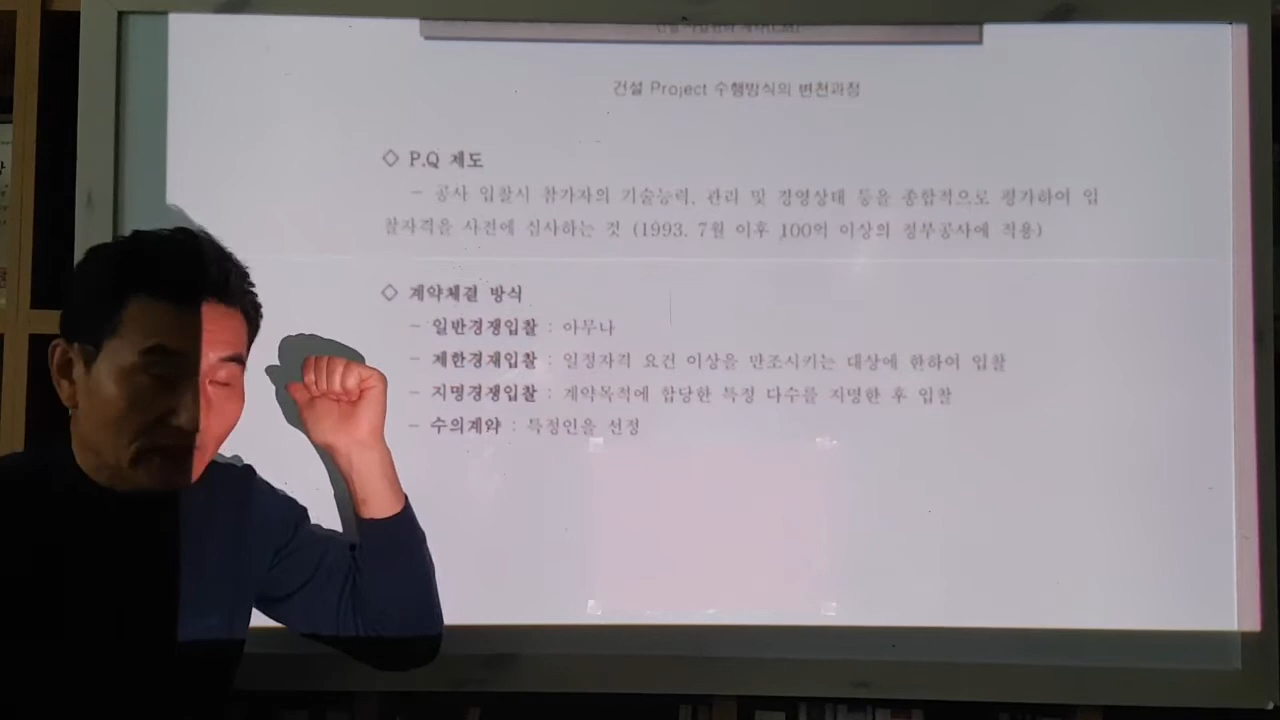 건설 Project 수행방식의 변천과정
◇ P.Q 제도
- 공사 입찰시 참가자의 기술능력, 관리 및 경영상태 등을 종합적으로 평가하여 입
찰자격을 사전에 심사하는 것 (1993. 7월 이후 100억 이상의 정부공사에 적용)
◇ 계약체결 방식
- 일반경쟁입찰 : 아무나
- 제한경재입찰 : 일정자격 요건 이상을 만조시키는 대상에 한하여 입찰
- 지명경쟁입찰 : 계약목적에 합당한 특정 다수를 지명한 후 입찰
- 수의계약 : 특정인을 선정